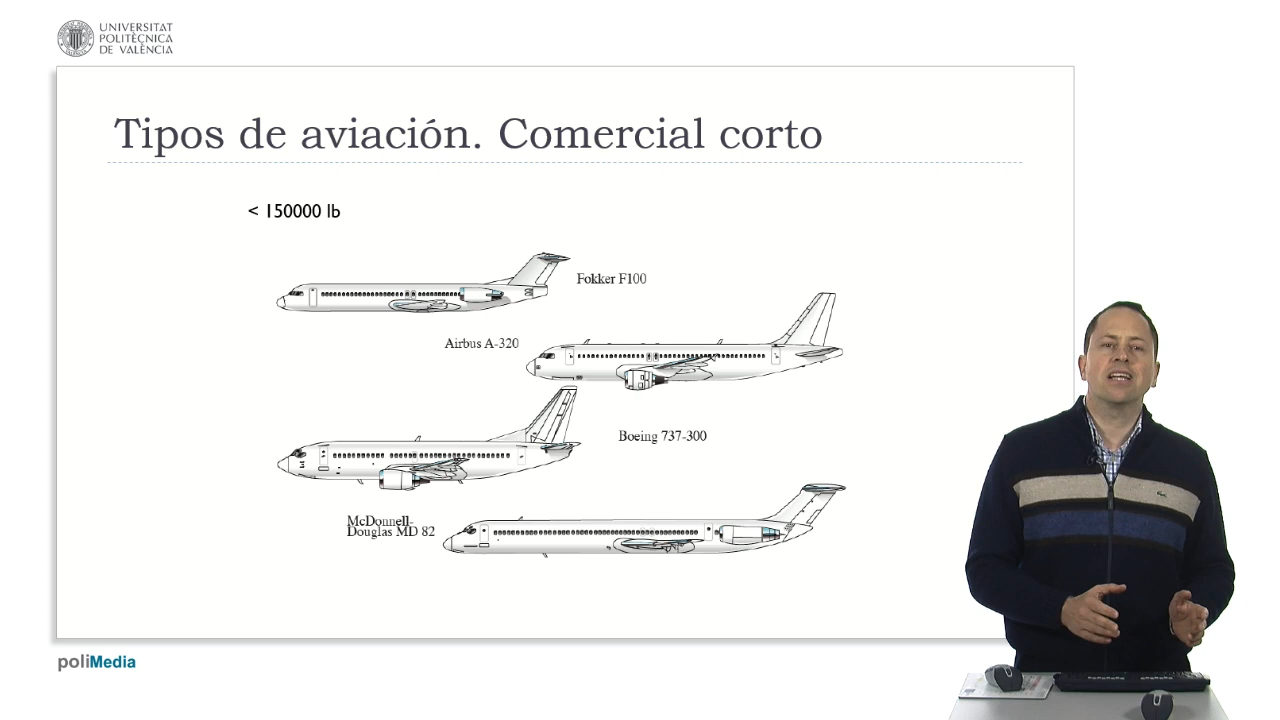 UNIVERSITAT
POLITÈCNICA
DE VALÈNCIA
Tipos de aviación. Comercial corto
< 150000 lb
Fokker F100
Airbus A-320
Boeing 737-300
McDonnell-
Douglas MD 82
poliMedia